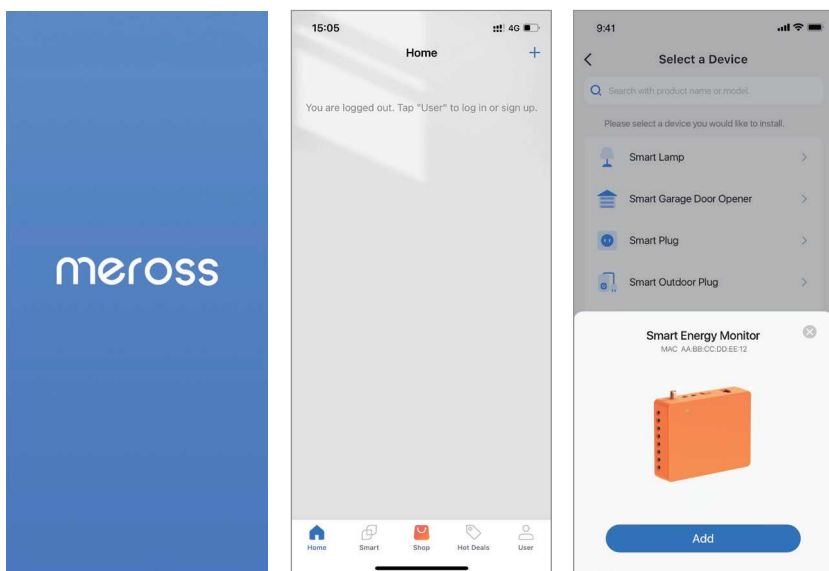 meross
15:05
4G
Home
+
You are logged out. Tap "User" to log in or sign up.
Home
Smart
Shop
Hot Deals
User
9:41
Select a Device
Search with product name or model.
Please select a device you would like to install.
Smart Lamp
Smart Garage Door Opener
Smart Plug
Smart Outdoor Plug
Smart Energy Monitor
MAC AA:BB:CC:DD:EE:12
Add